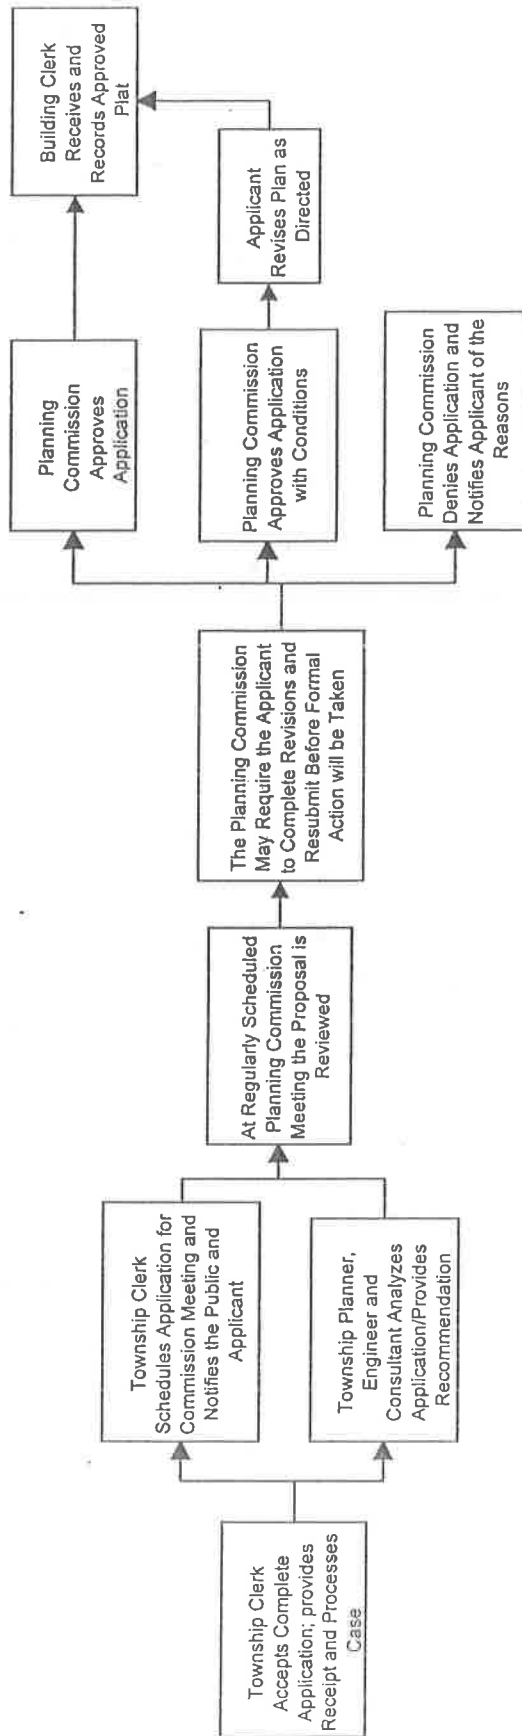 Township Clerk
Accepts Complete
Application; provides
Receipt and Processes
Case
Township Clerk
Schedules Application for
Commission Meeting and
Notifies the Public and
Applicant
Township Planner,
Engineer and
Consultant Analyzes
Application/Provides
Recommendation
At Regularly Scheduled
Planning Commission
Meeting the Proposal is
Reviewed
The Planning Commission
May Require the Applicant
to Complete Revisions and
Resubmit Before Formal
Action will be Taken
Planning
Commission
Approves
Application
Planning Commission
Approves Application
with Conditions
Planning Commission
Denies Application and
Notifies Applicant of the
Reasons
Applicant
Revises Plan as
Directed
Building Clerk
Receives and
Records Approved
Plat